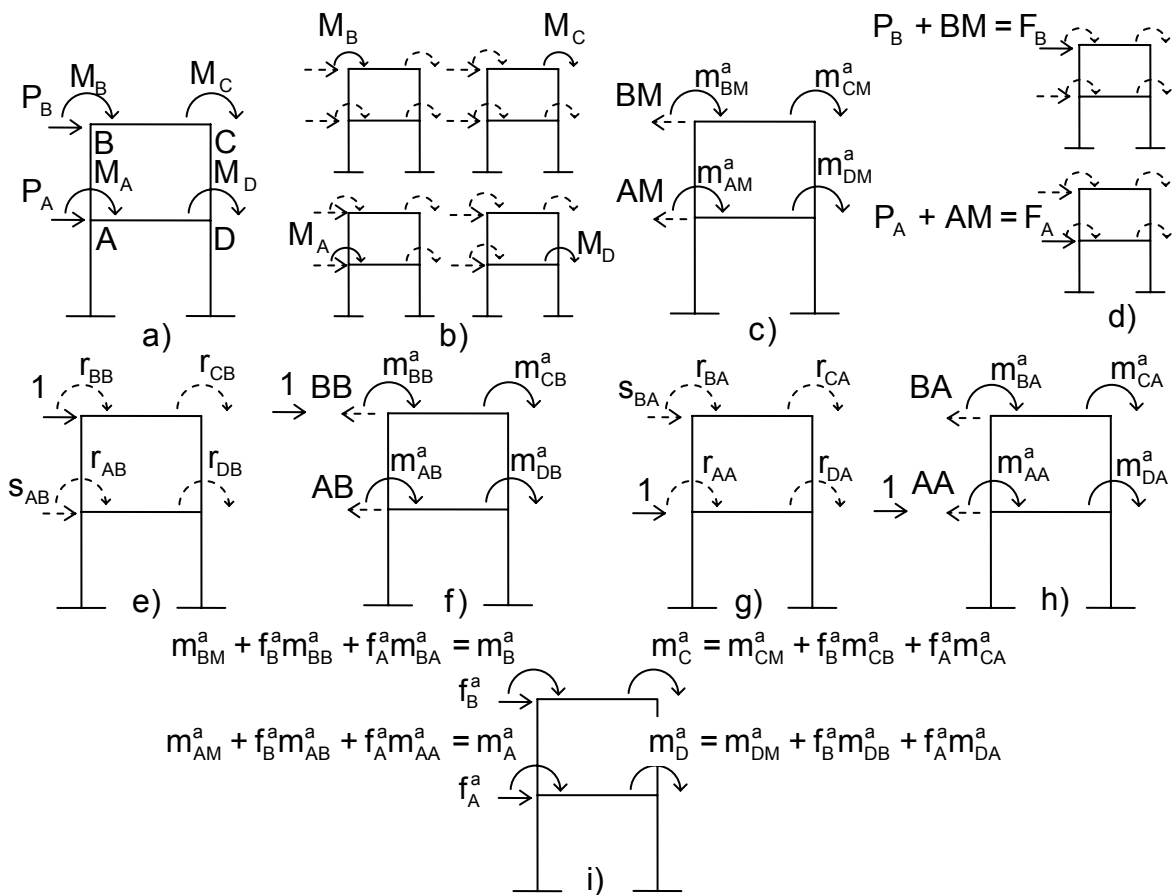 M_B M_C
P_B
B C
M_A M_D
P_A
A D
a)
M_B M_C
M_A M_D
b)
BM m^a_BM m^a_CM
AM m^a_AM m^a_DM
c)
P_B + BM = F_B
P_A + AM = F_A
d)
1 r_BB r_CB
s_AB r_AB r_DB
e)
1 BB m^a_BB m^a_CB
AB m^a_AB m^a_DB
f)
s_BA r_BA r_CA
1 r_AA r_DA
g)
BA m^a_BA m^a_CA
1 AA m^a_AA m^a_DA
h)
m^a_BM + f^a_B m^a_BB + f^a_A m^a_BA = m^a_B m^a_C = m^a_CM + f^a_B m^a_CB + f^a_A m^a_CA
f^a_B
m^a_AM + f^a_B m^a_AB + f^a_A m^a_AA = m^a_A m^a_D = m^a_DM + f^a_B m^a_DB + f^a_A m^a_DA
f^a_A
i)